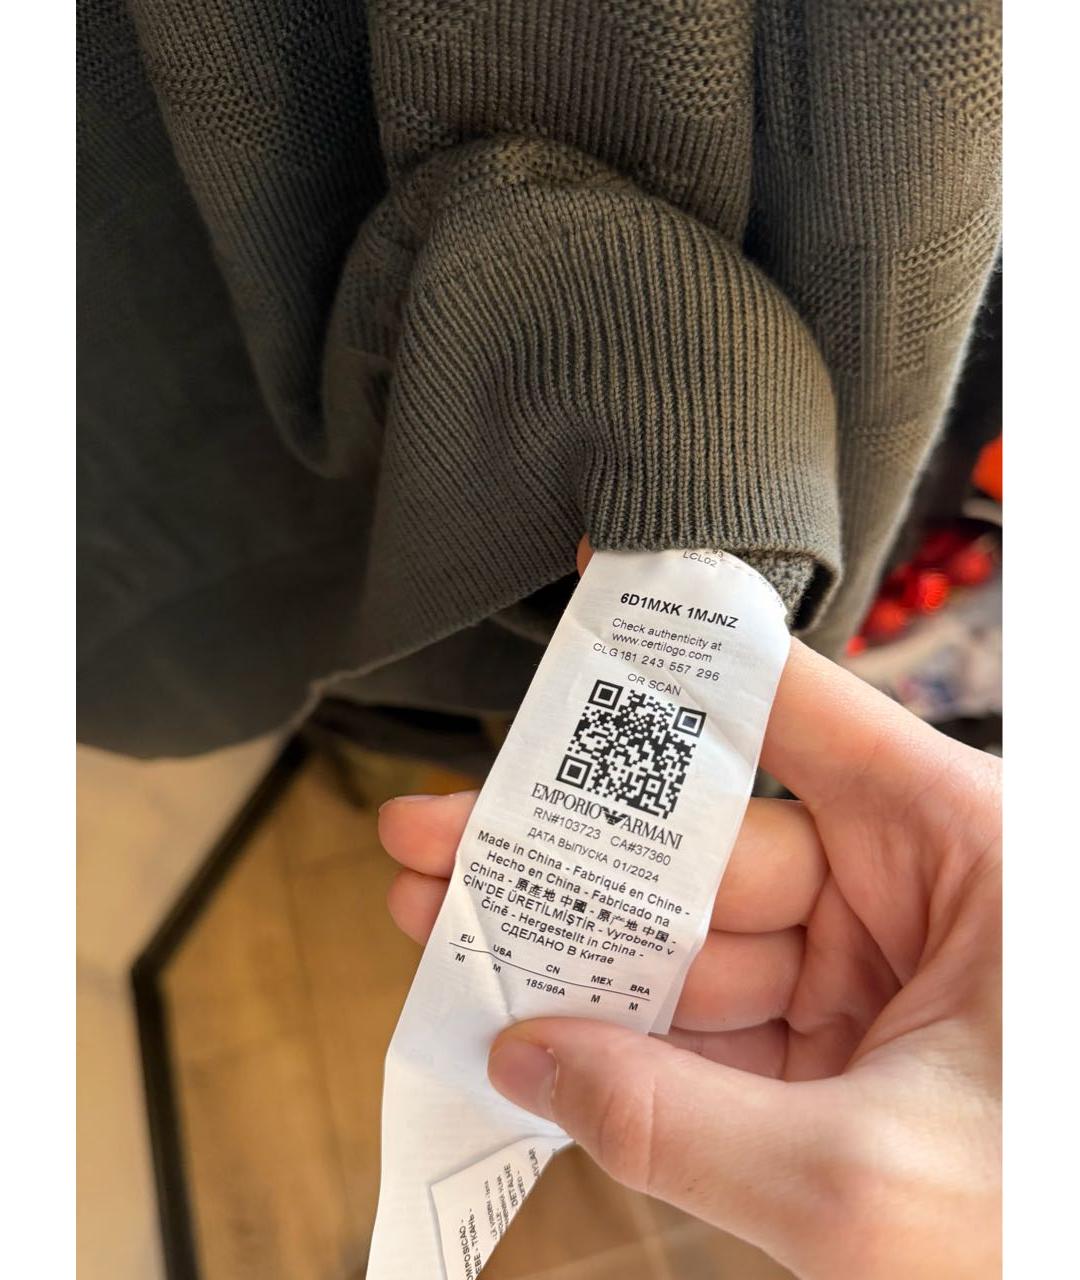 LCL02
6D1MXK 1MJNZ
Check authenticity at
www.certilogo.com
CLG 181 243 557 296
OR SCAN
EMPORIO ARMANI
RN#103723 CA#37360
ДАТА ВЫПУСКА 01/2024
Made in China - Fabriqué en Chine -
Hecho en China - Fabricado na
China - 原產地 中國 - 原产地 中国 -
ÇİN'DE ÜRETİLMİŞTİR - Vyrobeno v
Číně - Hergestellt in China -
СДЕЛАНО В Китае
EU USA CN MEX BRA
M M 185/96A M M
DETALHE